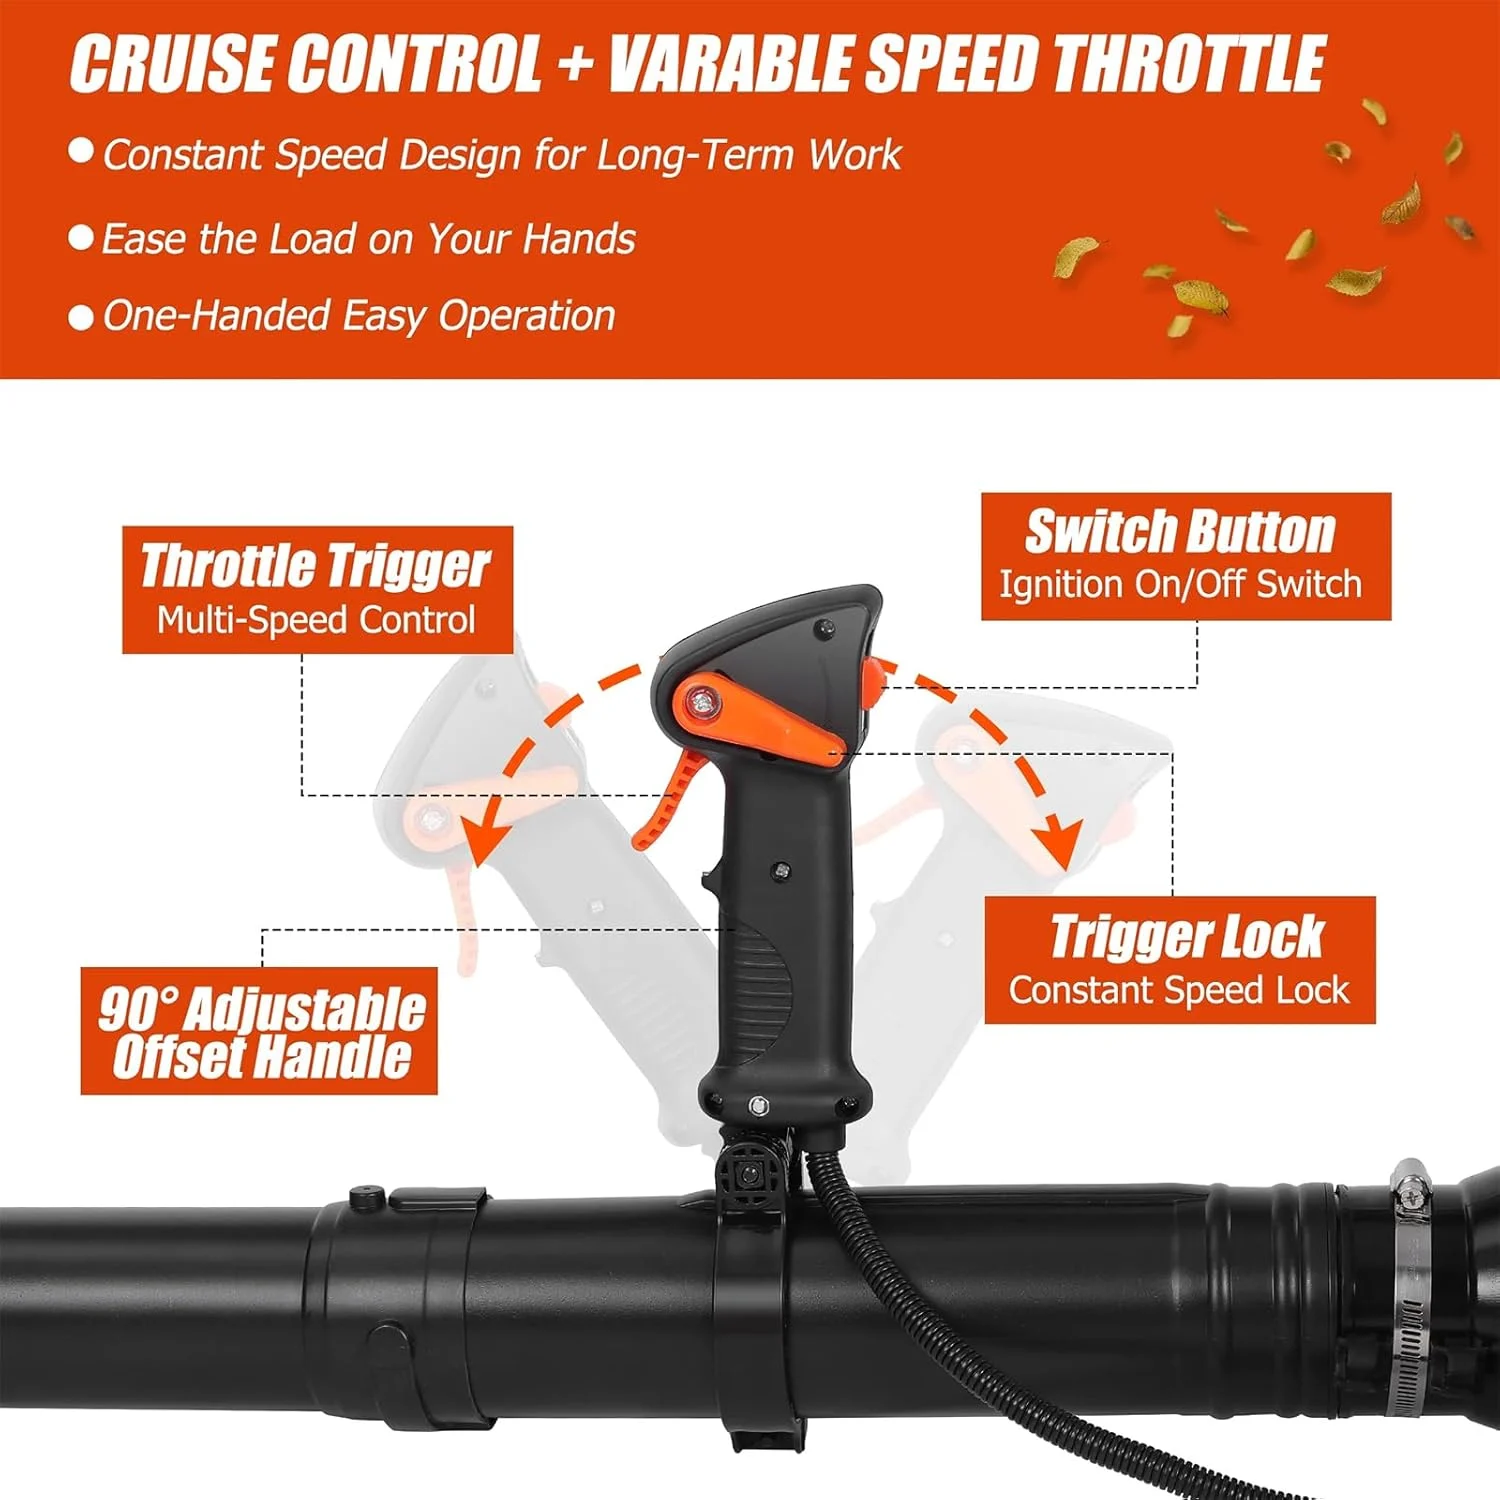 CRUISE CONTROL + VARABLE SPEED THROTTLE
Constant Speed Design for Long-Term Work
Ease the Load on Your Hands
One-Handed Easy Operation
Throttle Trigger
Multi-Speed Control
Switch Button
Ignition On/Off Switch
90° Adjustable
Offset Handle
Trigger Lock
Constant Speed Lock